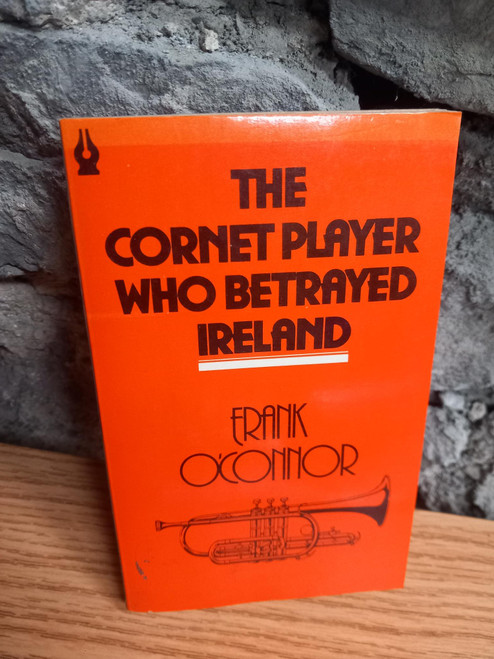 THE
CORNET PLAYER
WHO BETRAYED
IRELAND
FRANK
O'CONNOR